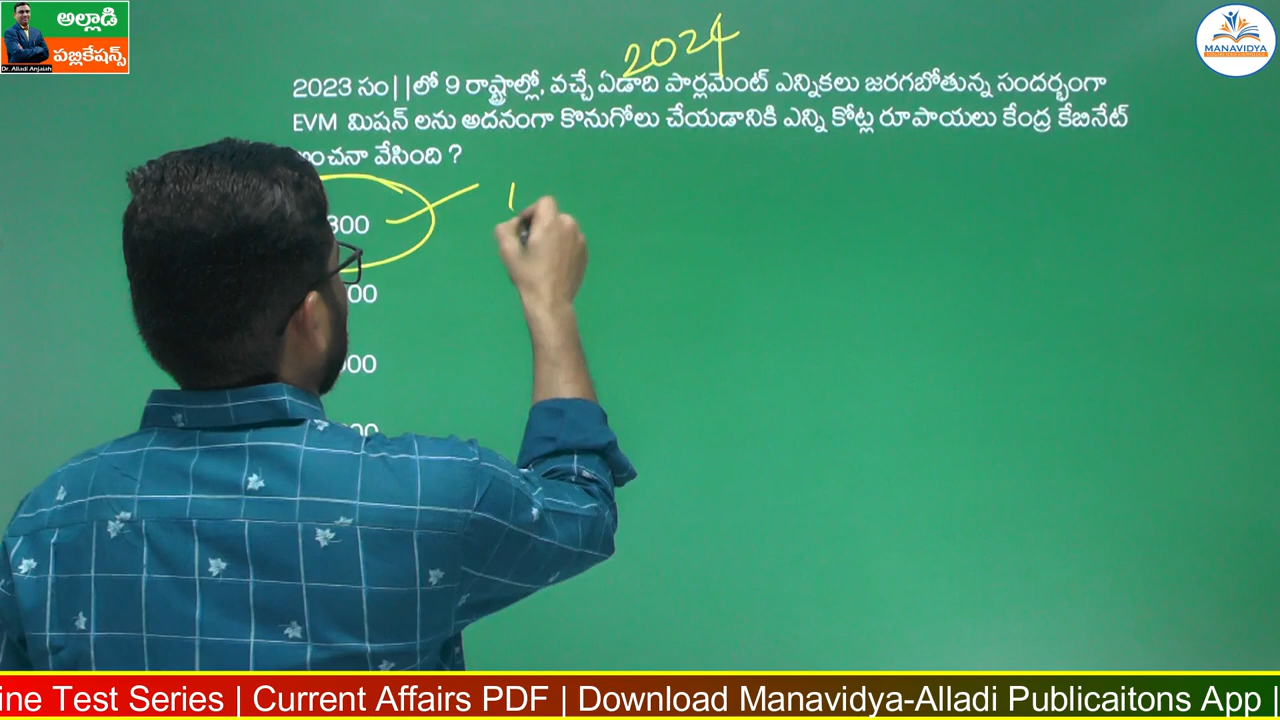 అల్లాడి
పబ్లికేషన్స్
Dr. Alladi Anjaiah
MANAVIDYA
2024
2023 సం||లో 9 రాష్ట్రాల్లో, వచ్చే ఏడాది పార్లమెంట్ ఎన్నికలు జరగబోతున్న సందర్భంగా
EVM మిషన్ లను అదనంగా కొనుగోలు చేయడానికి ఎన్ని కోట్ల రూపాయలు కేంద్ర కేబినేట్
వేసింది ?
ine Test Series | Current Affairs PDF | Download Manavidya-Alladi Publicaitons App |